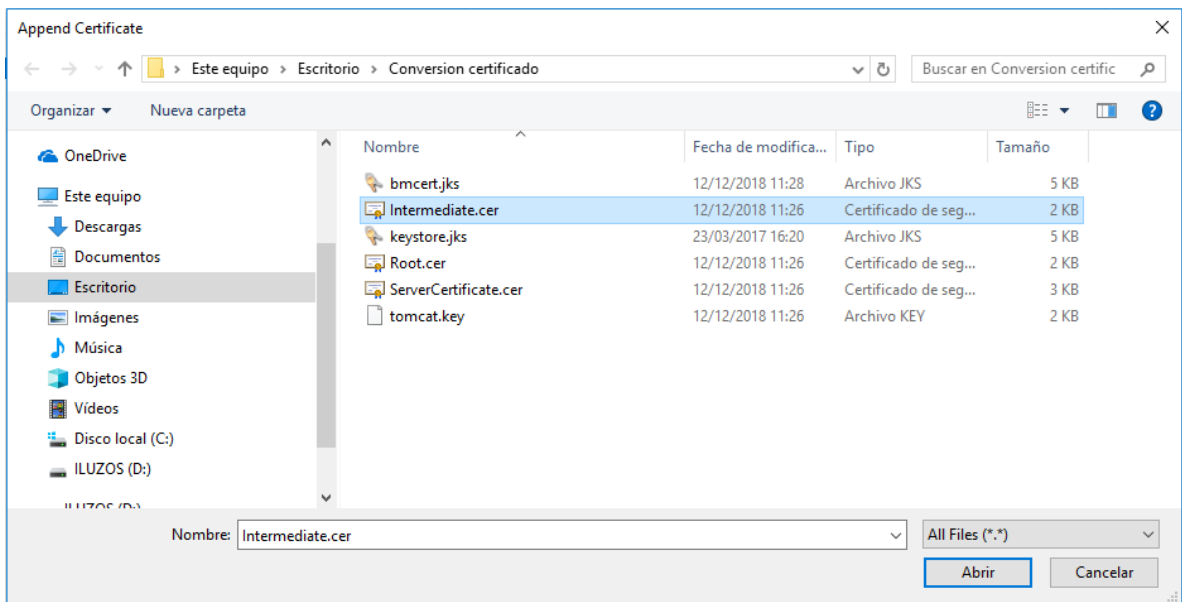 Append Certificate
Este equipo > Escritorio > Conversion certificado
Buscar en Conversion certific
Organizar
Nueva carpeta
?
OneDrive
Este equipo
Descargas
Documentos
Escritorio
Imágenes
Música
Objetos 3D
Vídeos
Disco local (C:)
ILUZOS (D:)
ILUZOS (D:)
Nombre Fecha de modifica... Tipo Tamaño
bmcert.jks 12/12/2018 11:28 Archivo JKS 5 KB
Intermediate.cer 12/12/2018 11:26 Certificado de seg... 2 KB
keystore.jks 23/03/2017 16:20 Archivo JKS 5 KB
Root.cer 12/12/2018 11:26 Certificado de seg... 2 KB
ServerCertificate.cer 12/12/2018 11:26 Certificado de seg... 3 KB
tomcat.key 12/12/2018 11:26 Archivo KEY 2 KB
Nombre: Intermediate.cer
All Files (*.*)
Abrir
Cancelar